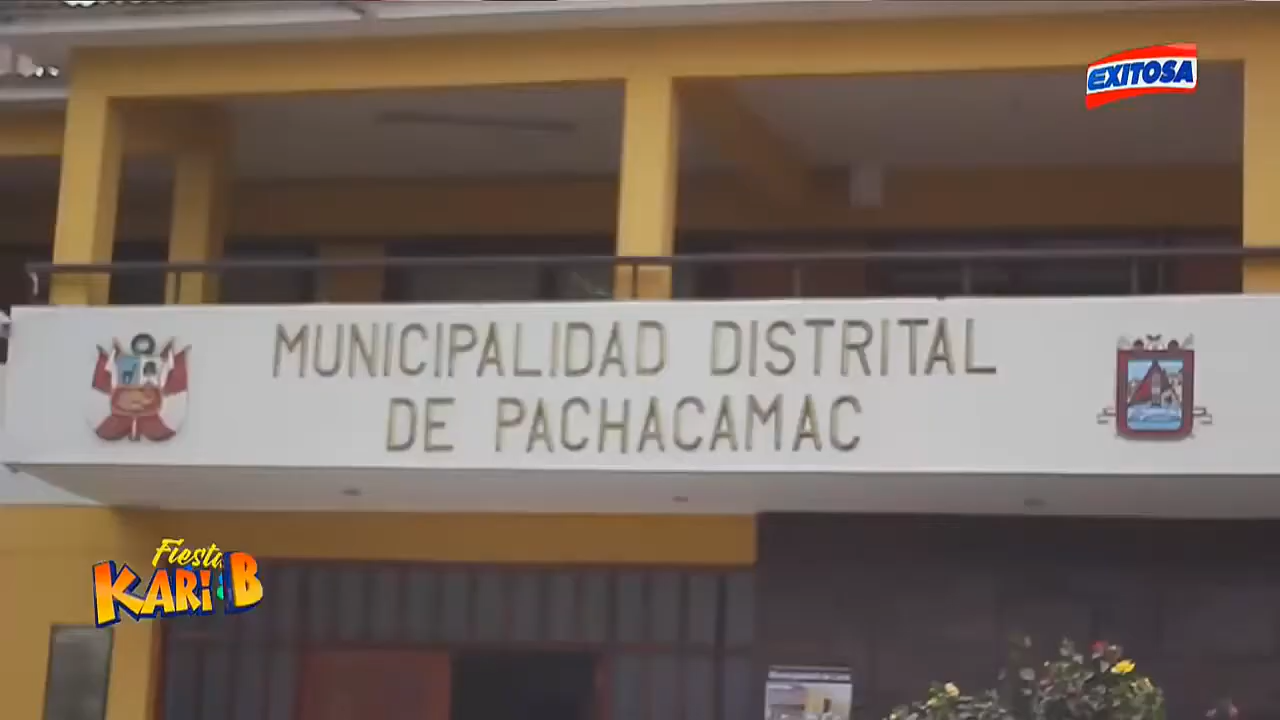 EXITOSA
MUNICIPALIDAD DISTRITAL
DE PACHACAMAC
Fiesta
KARIB